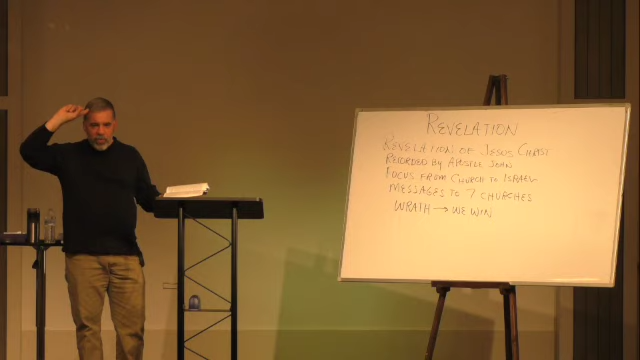 REVELATION
REVELATION OF JESUS CHRIST
RECORDED BY APOSTLE JOHN
FOCUS FROM CHURCH TO ISRAEL
MESSAGES TO 7 CHURCHES
WRATH → WE WIN